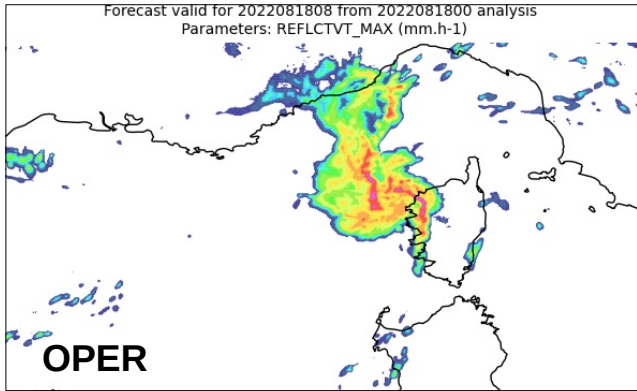 Forecast valid for 2022081808 from 2022081800 analysis
Parameters: REFLCTVT_MAX (mm.h-1)
OPER